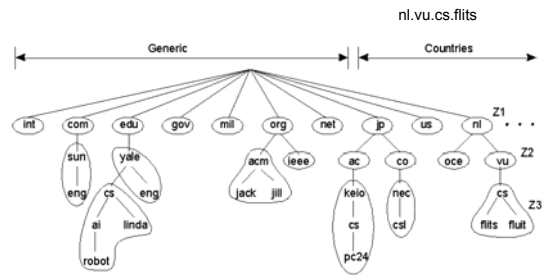 nl.vu.cs.flits
Generic Countries
Z1
int com edu gov mil org net jp us nl . . .
sun yale acm ieee ac co oce vu Z2
eng cs eng jack jill keio nec cs Z3
ai linda cs csl flits fluit
robot pc24